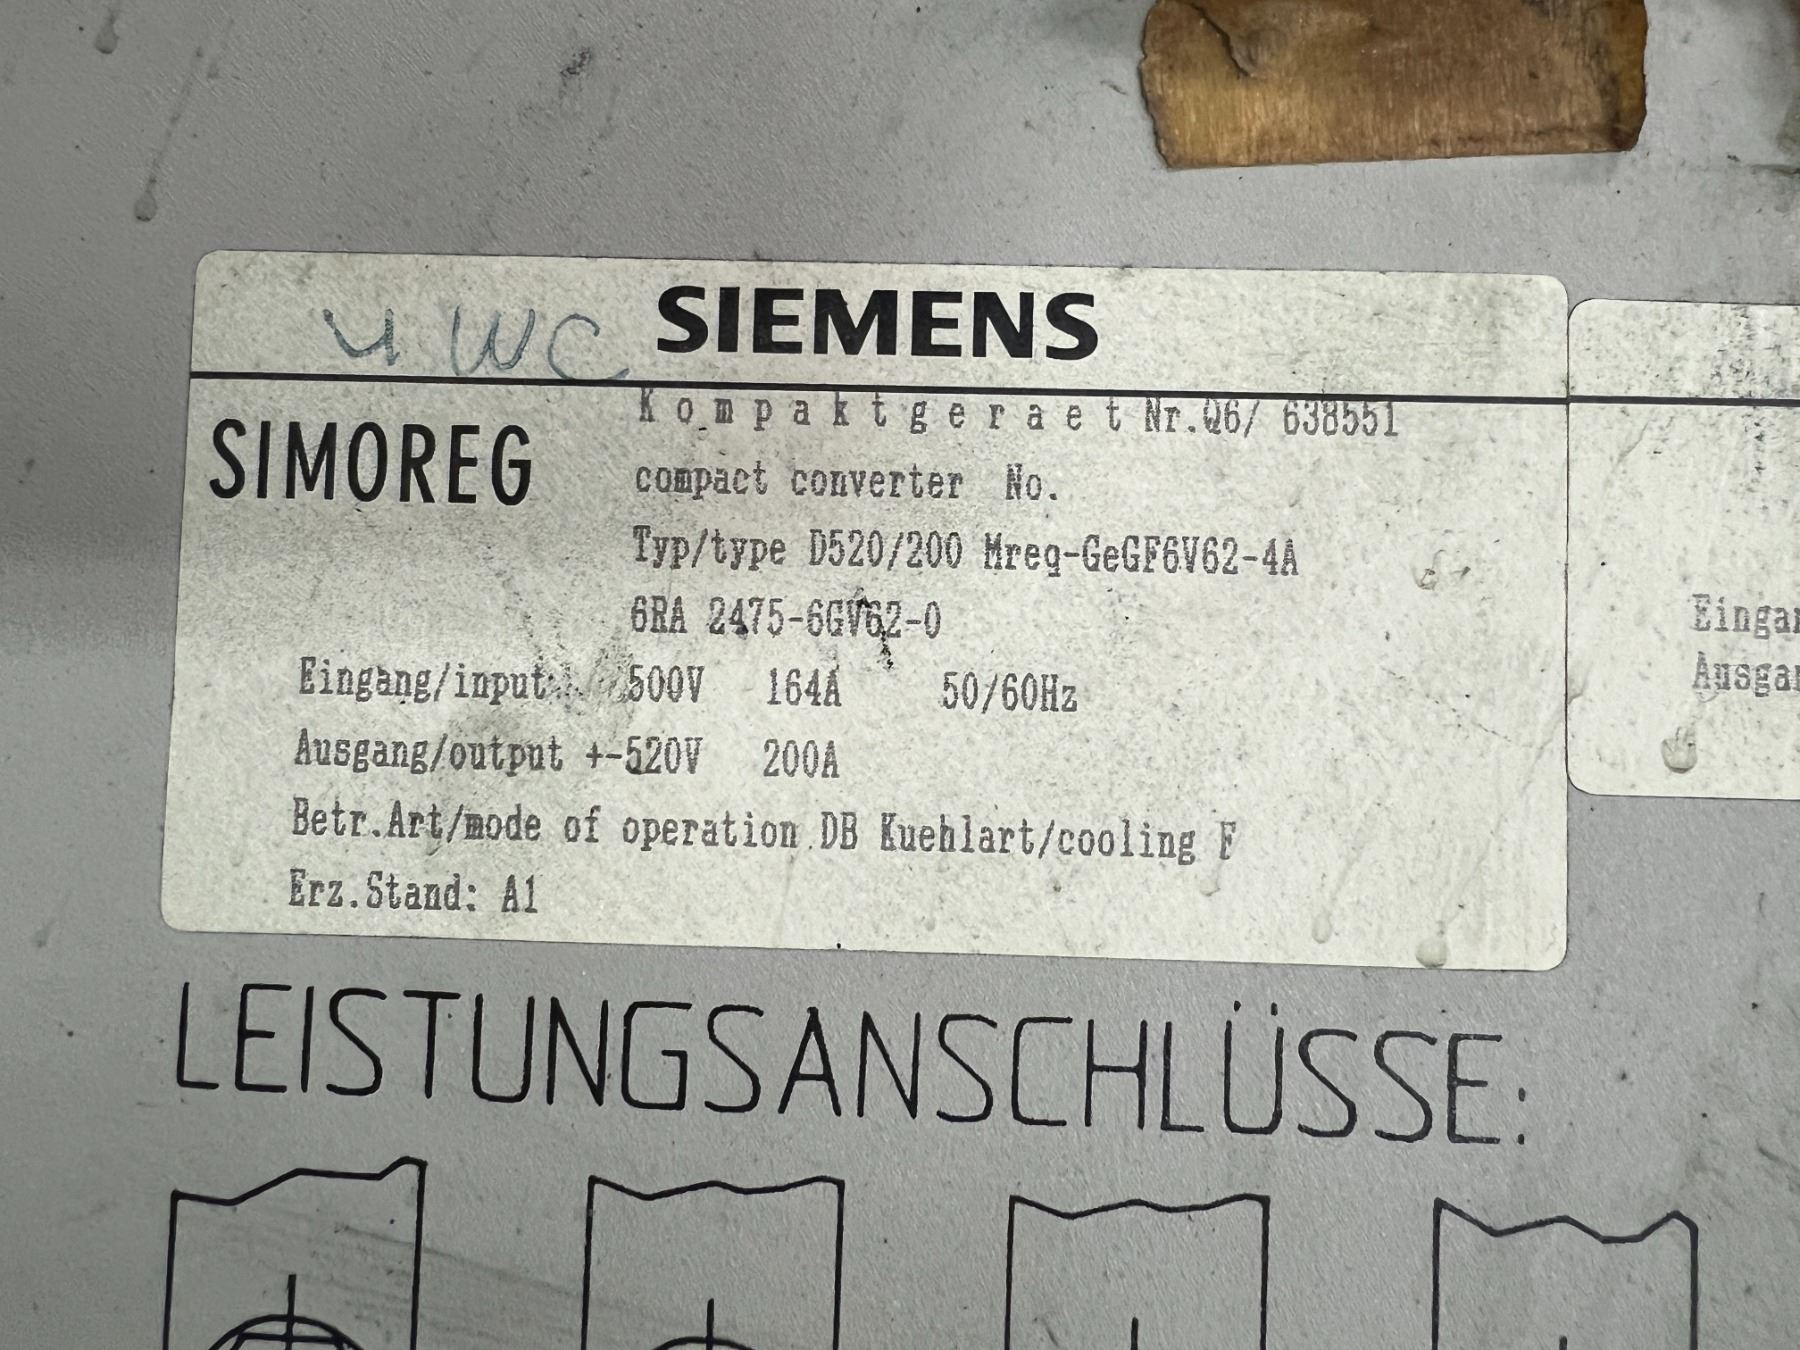 4 WC
SIEMENS
SIMOREG
Kompaktgeraet Nr.Q6/ 638551
compact converter No.
Typ/type D520/200 Mreq-GeGF6V62-4A
6RA 2475-6GV62-0
Eingang/input 500V 164A 50/60Hz
Ausgang/output +-520V 200A
Betr.Art/mode of operation DB Kuehlart/cooling F
Erz.Stand: A1
Eingan
Ausgan
LEISTUNGSANSCHLÜSSE: